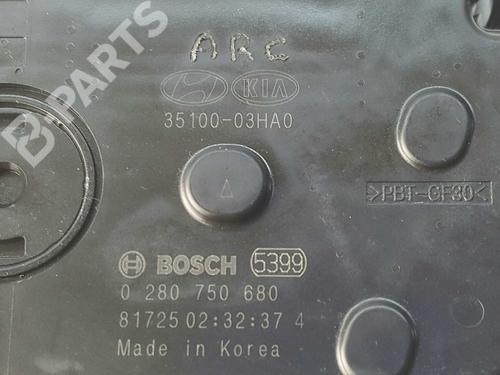 B-PARTS
ARC
KIA
35100-03HA0
>PBT-GF30<
BOSCH 5399
0 280 750 680
81725 02:32:37 4
Made in Korea